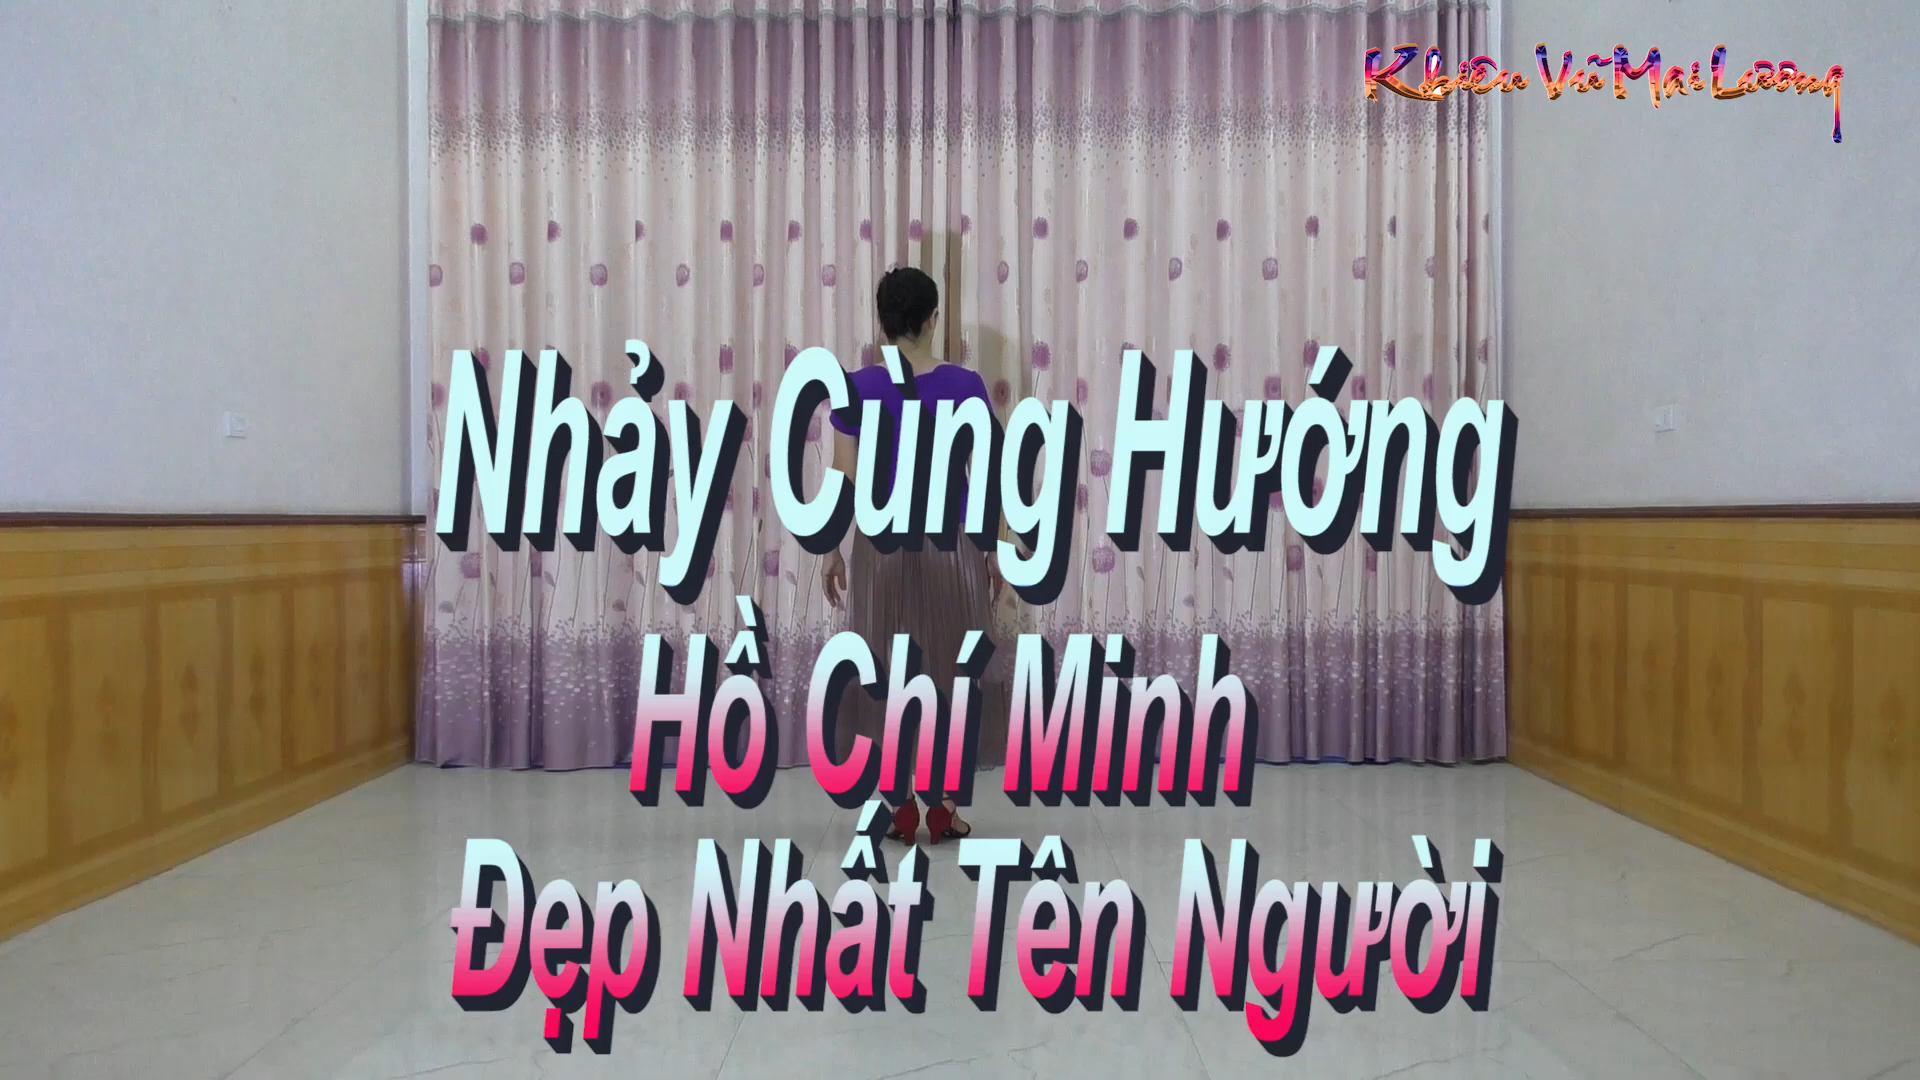 Khiêu Vũ Mai Lương
Nhảy Cùng Hướng
Hồ Chí Minh
Đẹp Nhất Tên Người